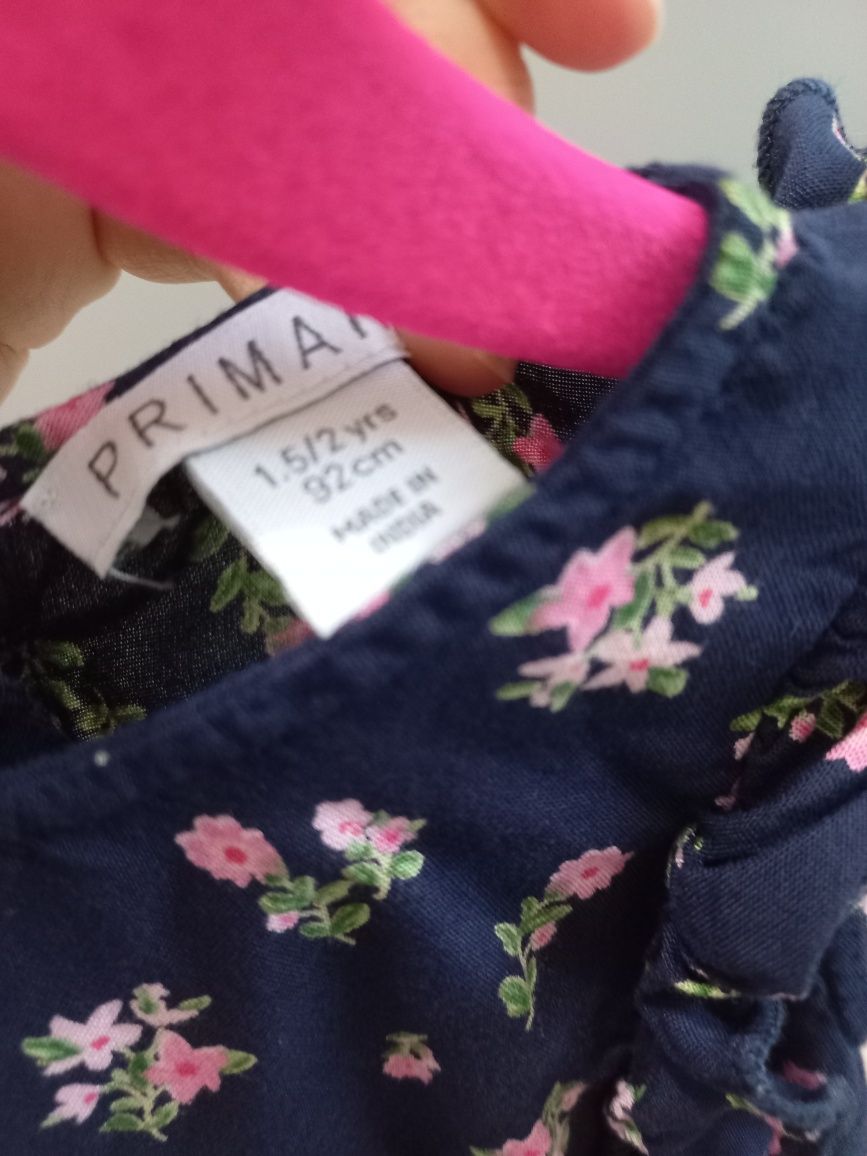 PRIMA
1.5/2 yrs
92cm
MADE IN
INDIA